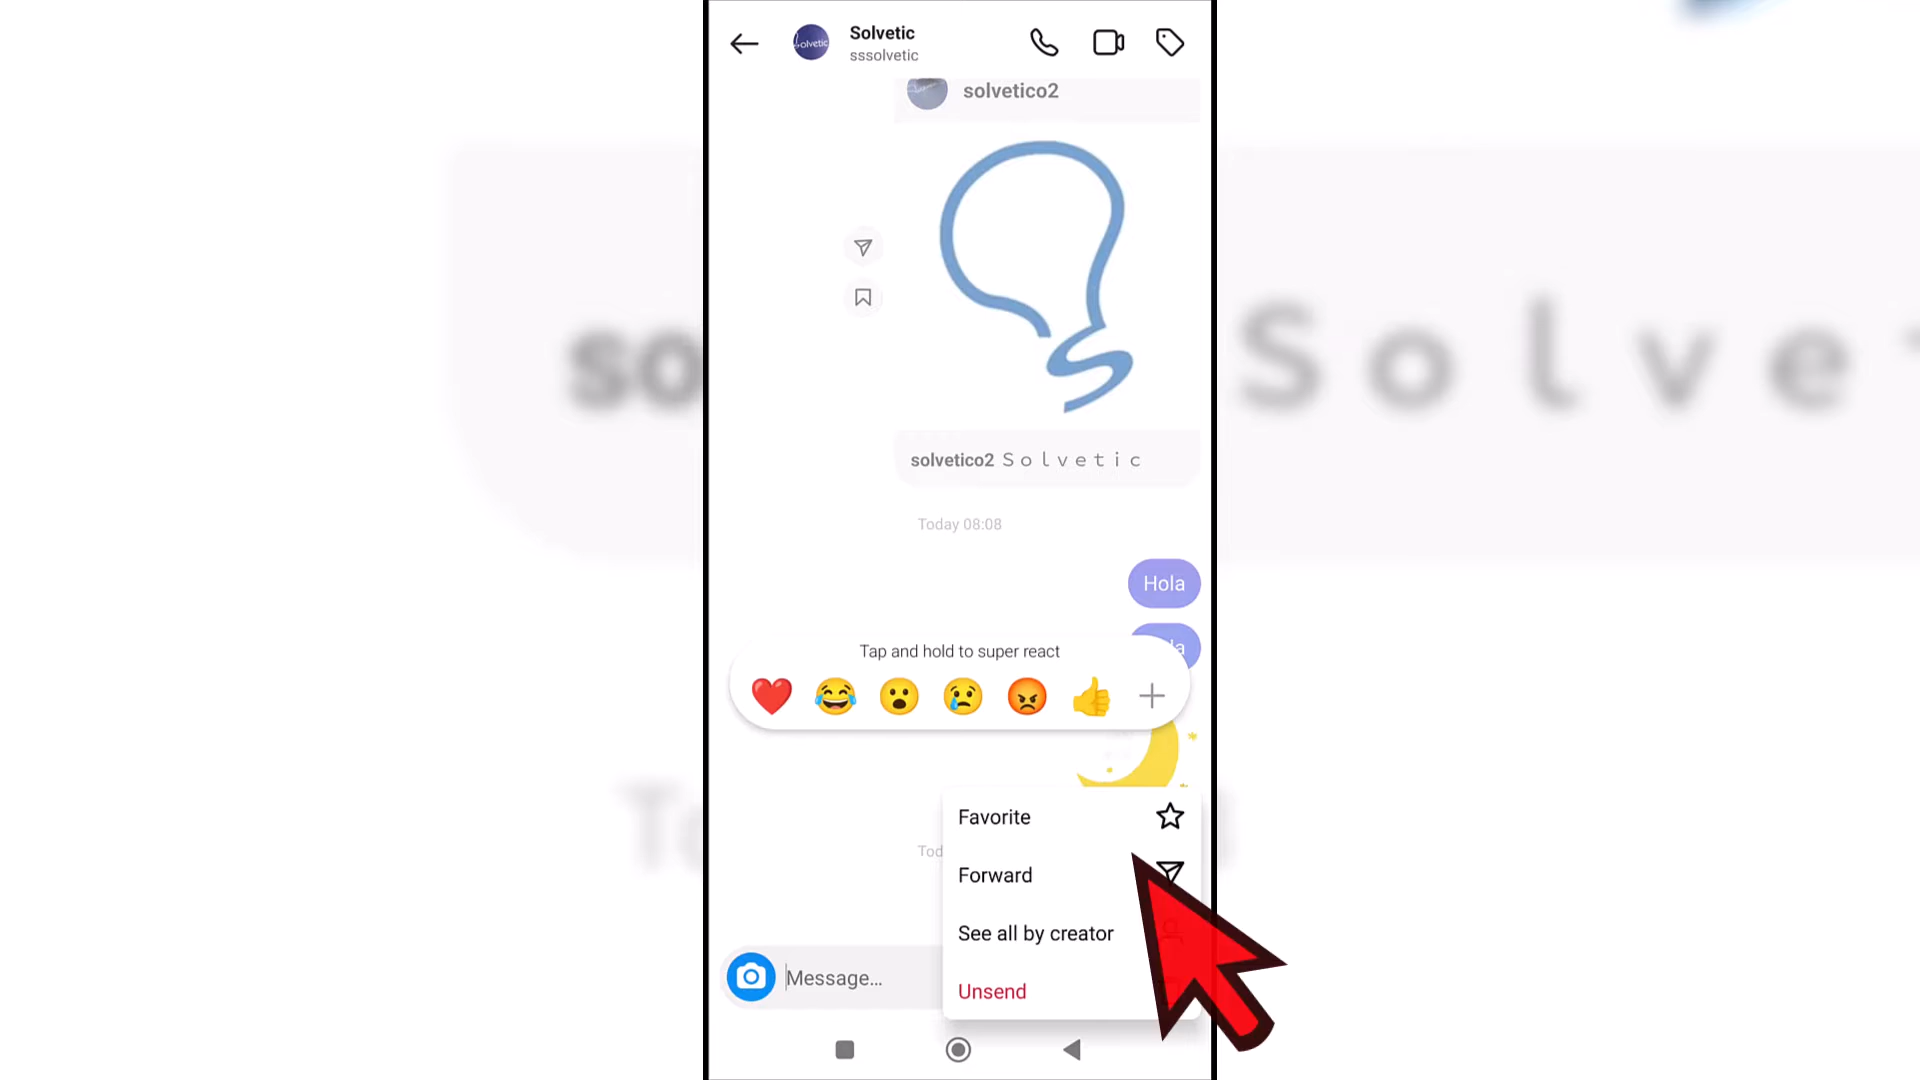 Solvetic
sssolvetic
solvetico2
solvetico2 S o l v e t i c
Today 08:08
Hola
Tap and hold to super react
Favorite
Forward
See all by creator
Unsend
Message...